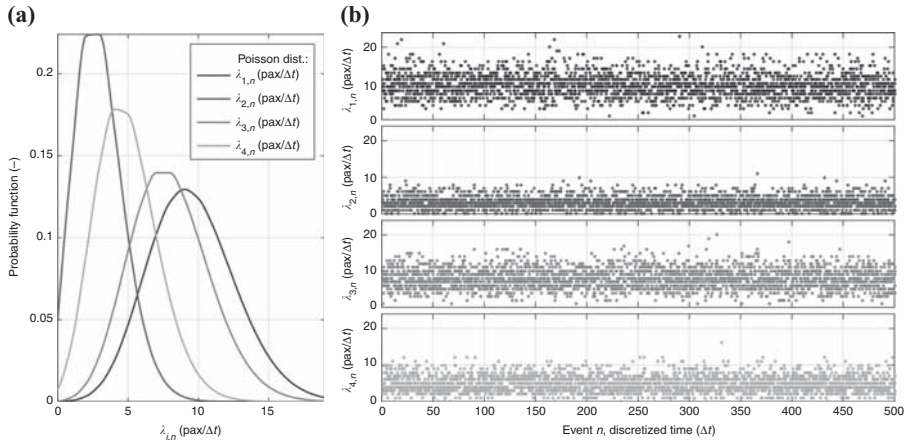 (a)
0.2
0.15
0.1
0.05
0
Probability function (–)
0
5
10
15
λi,n (pax/Δt)
Poisson dist.:
λ1,n (pax/Δt)
λ2,n (pax/Δt)
λ3,n (pax/Δt)
λ4,n (pax/Δt)
(b)
20
10
0
λ1,n (pax/Δt)
20
10
0
λ2,n (pax/Δt)
20
10
0
λ3,n (pax/Δt)
20
10
0
λ4,n (pax/Δt)
0 50 100 150 200 250 300 350 400 450 500
Event n, discretized time (Δt)